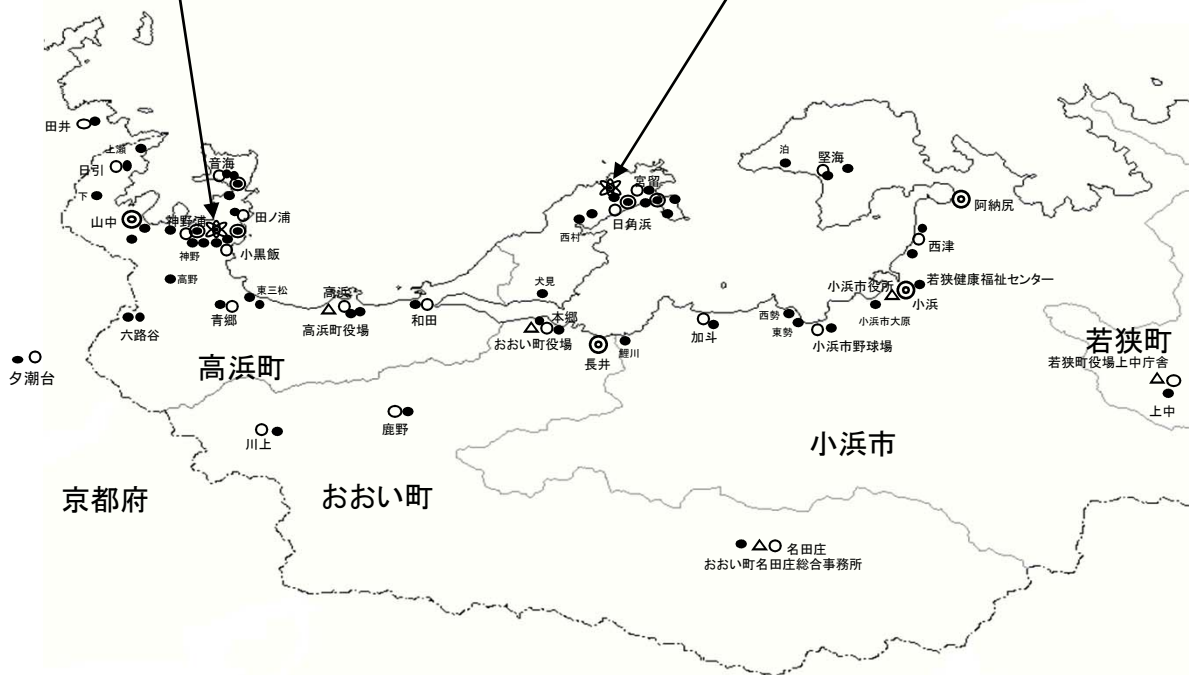 田井
上瀬
日引
音海
下
山中
神野浦
田ノ浦
神野
小黒飯
高野
東三松
青郷
六路谷
夕潮台
高浜
高浜町役場
和田
高浜町
宮留
日角浜
西村
犬見
本郷
おおい町役場
長井
鯉川
泊
堅海
阿納尻
西津
若狭健康福祉センター
小浜市役所
小浜
小浜市大原
西勢
東勢
加斗
小浜市野球場
若狭町
若狭町役場上中庁舎
上中
川上
鹿野
小浜市
京都府
おおい町
名田庄
おおい町名田庄総合事務所